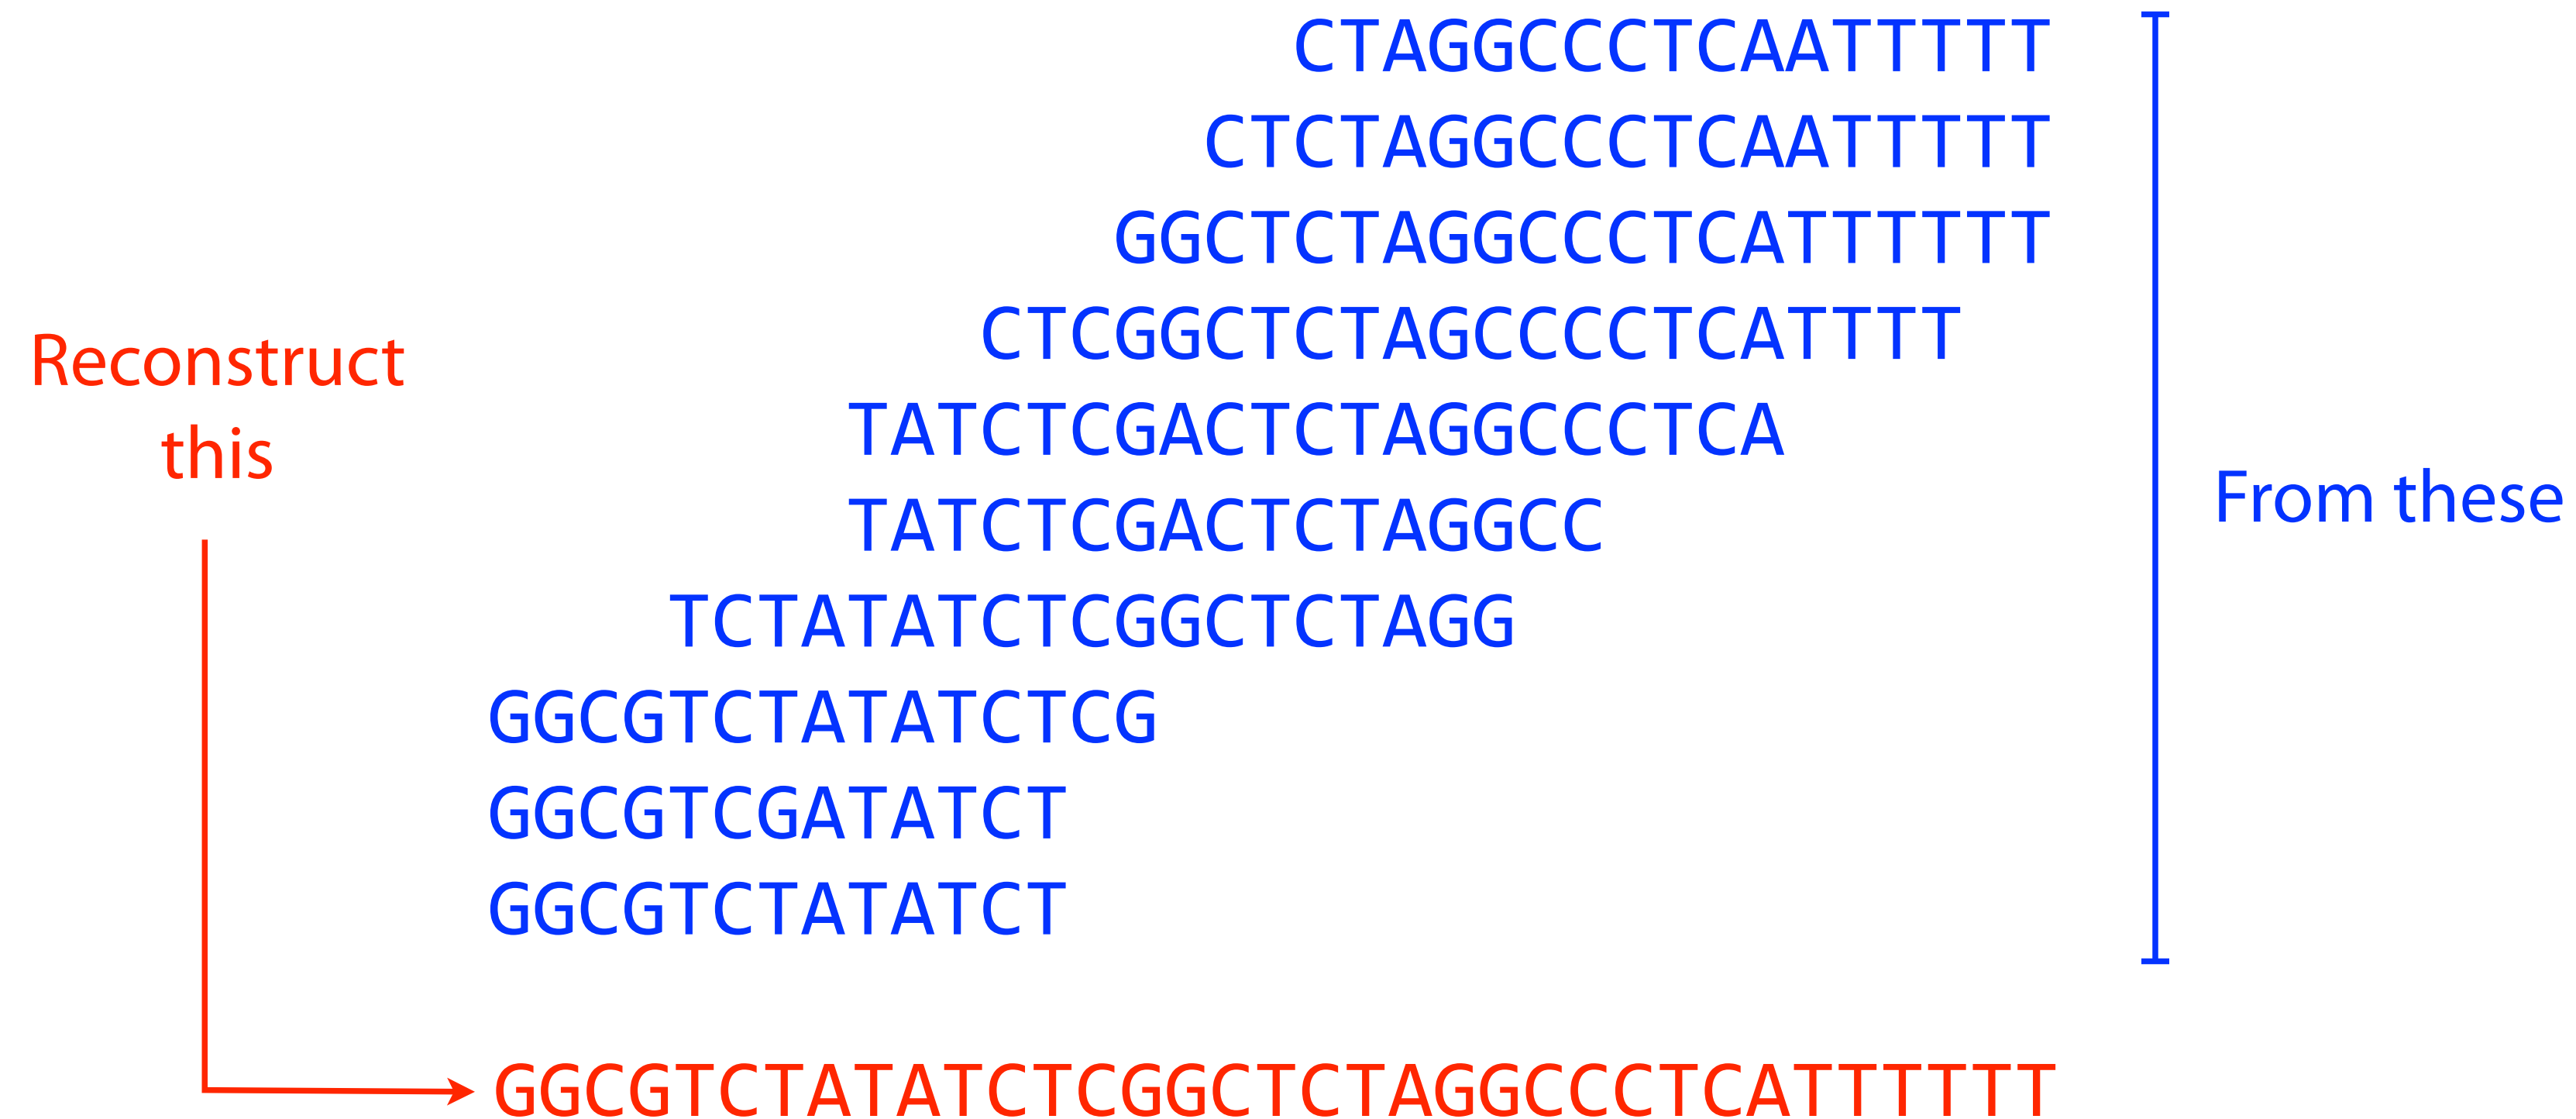 CTAGGCCCTCAATTTTT
CTCTAGGCCCTCAATTTTT
GGCTCTAGGCCCTCATTTTTT
CTCGGCTCTAGCCCCTCATTTT
TATCTCGACTCTAGGCCCTCA
TATCTCGACTCTAGGCC
TCTATATCTCGGCTCTAGG
GGCGTCTATATCTCG
GGCGTCGATATCT
GGCGTCTATATCT
Reconstruct
this
From these
GGCGTCTATATCTCGGCTCTAGGCCCTCATTTTTT